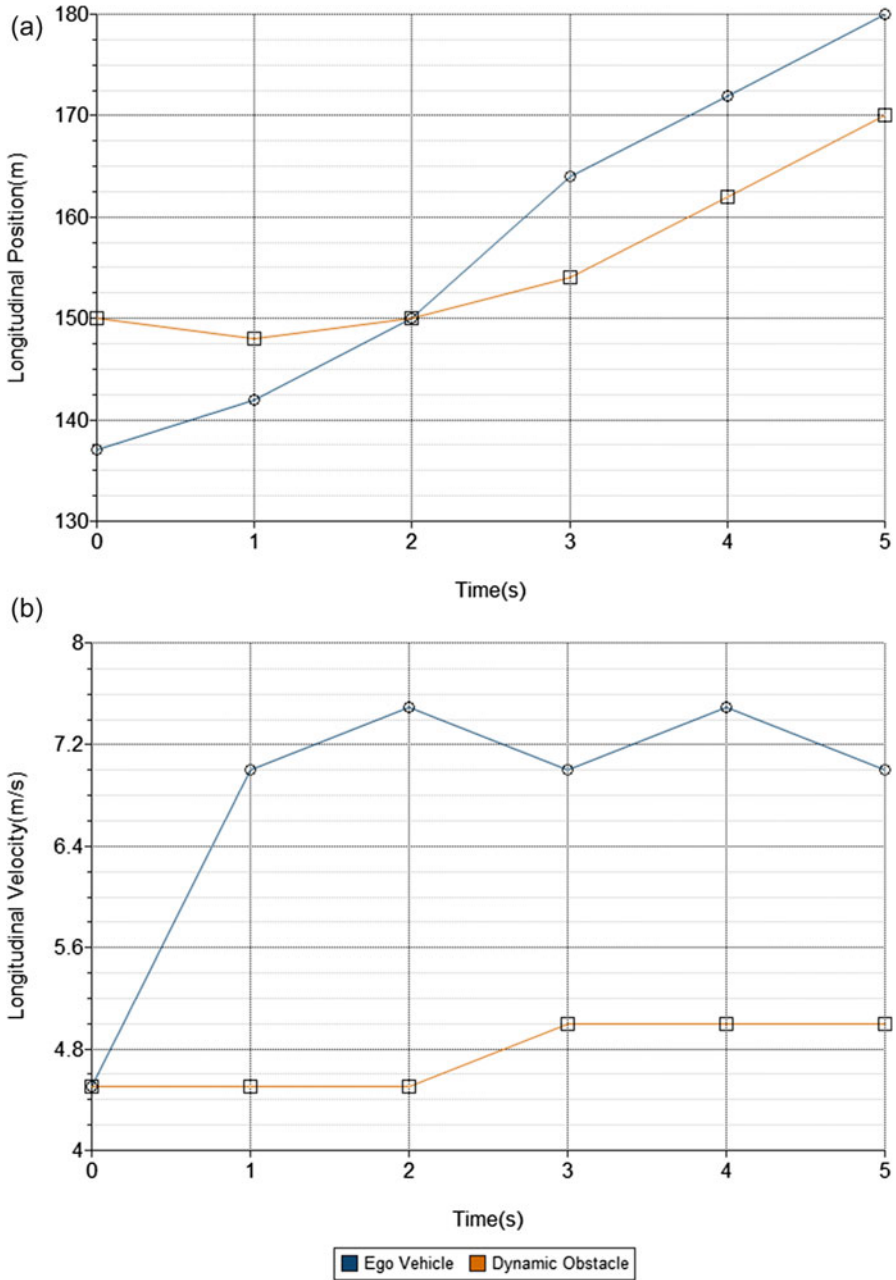 (a)
180
170
160
150
140
130
Longitudinal Position(m)
0 1 2 3 4 5
Time(s)
(b)
8
7.2
6.4
5.6
4.8
4
Longitudinal Velocity(m/s)
0 1 2 3 4 5
Time(s)
Ego Vehicle Dynamic Obstacle